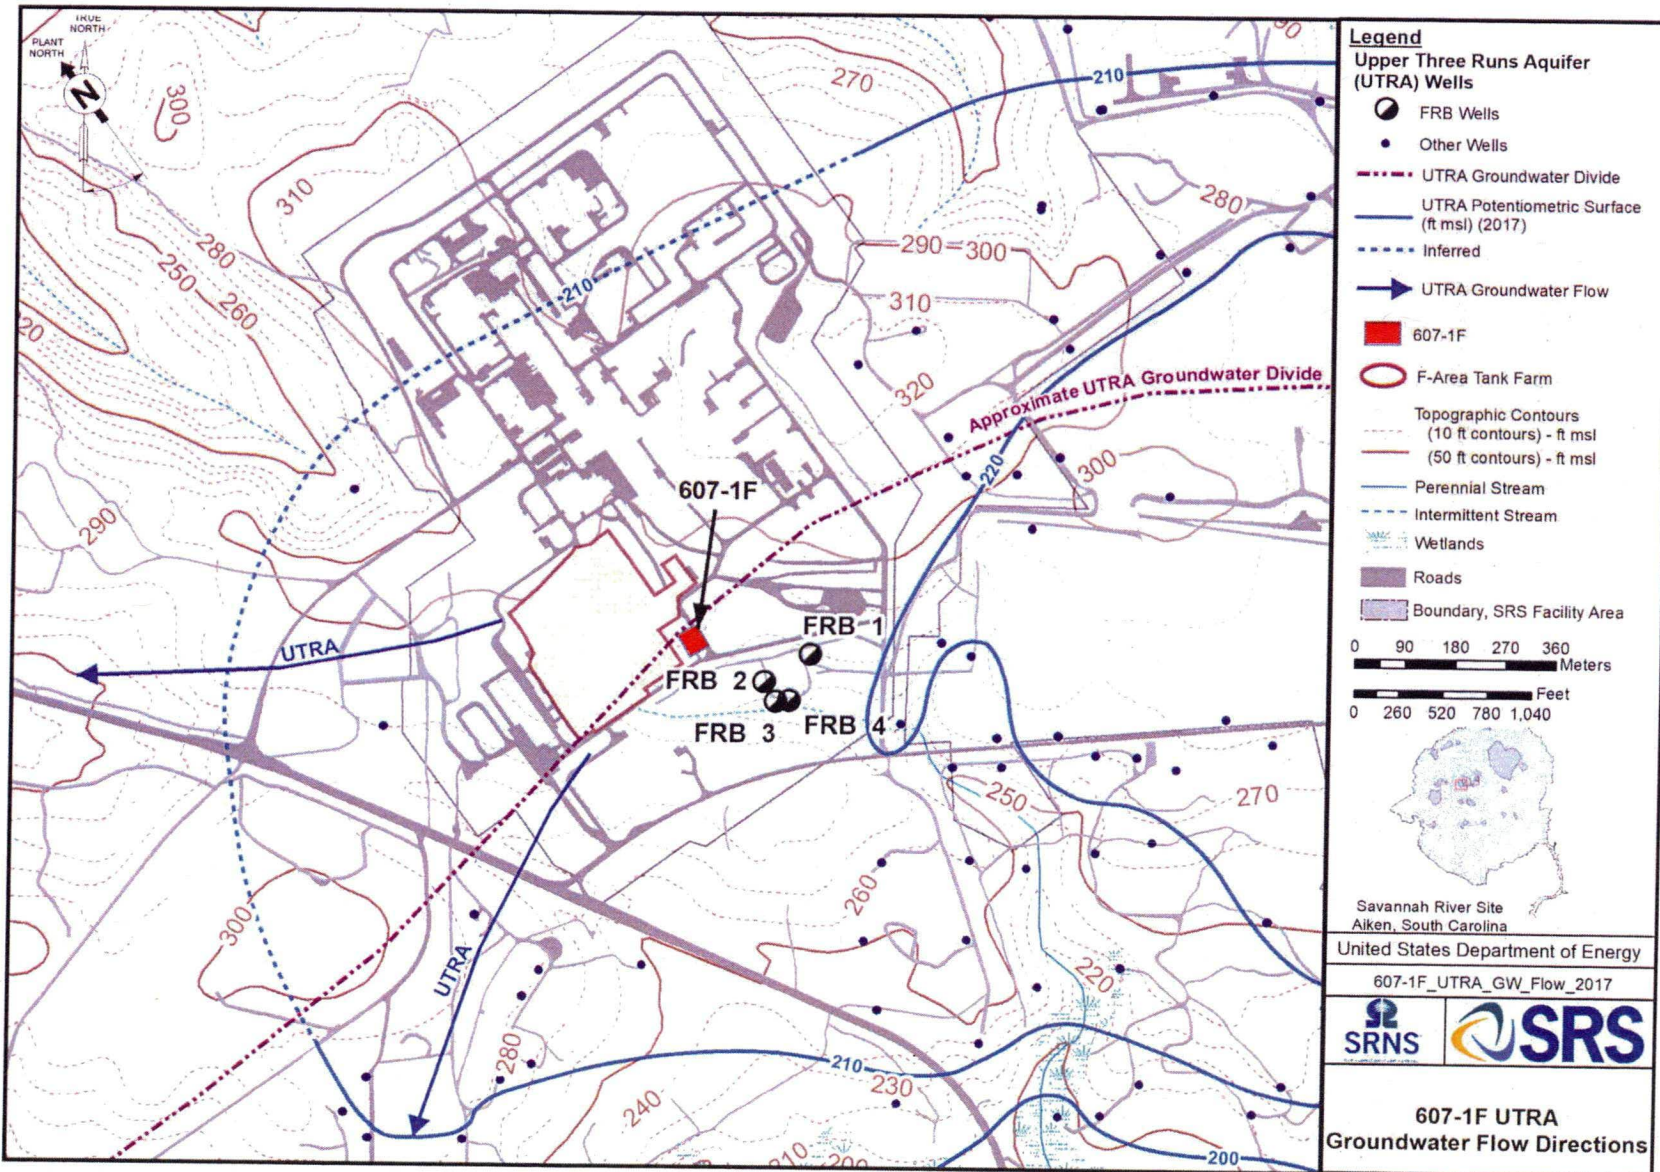 TRUE
NORTH
PLANT
NORTH
N
300
310
280
250
260
20
290
270
210
90
280
290
300
310
320
210
Approximate UTRA Groundwater Divide
220
300
607-1F
UTRA
FRB 1
FRB 2
FRB 3
FRB 4
250
270
260
300
UTRA
280
220
210
230
240
210
200
200
Legend
Upper Three Runs Aquifer
(UTRA) Wells
FRB Wells
Other Wells
UTRA Groundwater Divide
UTRA Potentiometric Surface
(ft msl) (2017)
Inferred
UTRA Groundwater Flow
607-1F
F-Area Tank Farm
Topographic Contours
(10 ft contours) - ft msl
(50 ft contours) - ft msl
Perennial Stream
Intermittent Stream
Wetlands
Roads
Boundary, SRS Facility Area
0 90 180 270 360
Meters
Feet
0 260 520 780 1,040
Savannah River Site
Aiken, South Carolina
United States Department of Energy
607-1F_UTRA_GW_Flow_2017
SRNS
SRS
607-1F UTRA
Groundwater Flow Directions